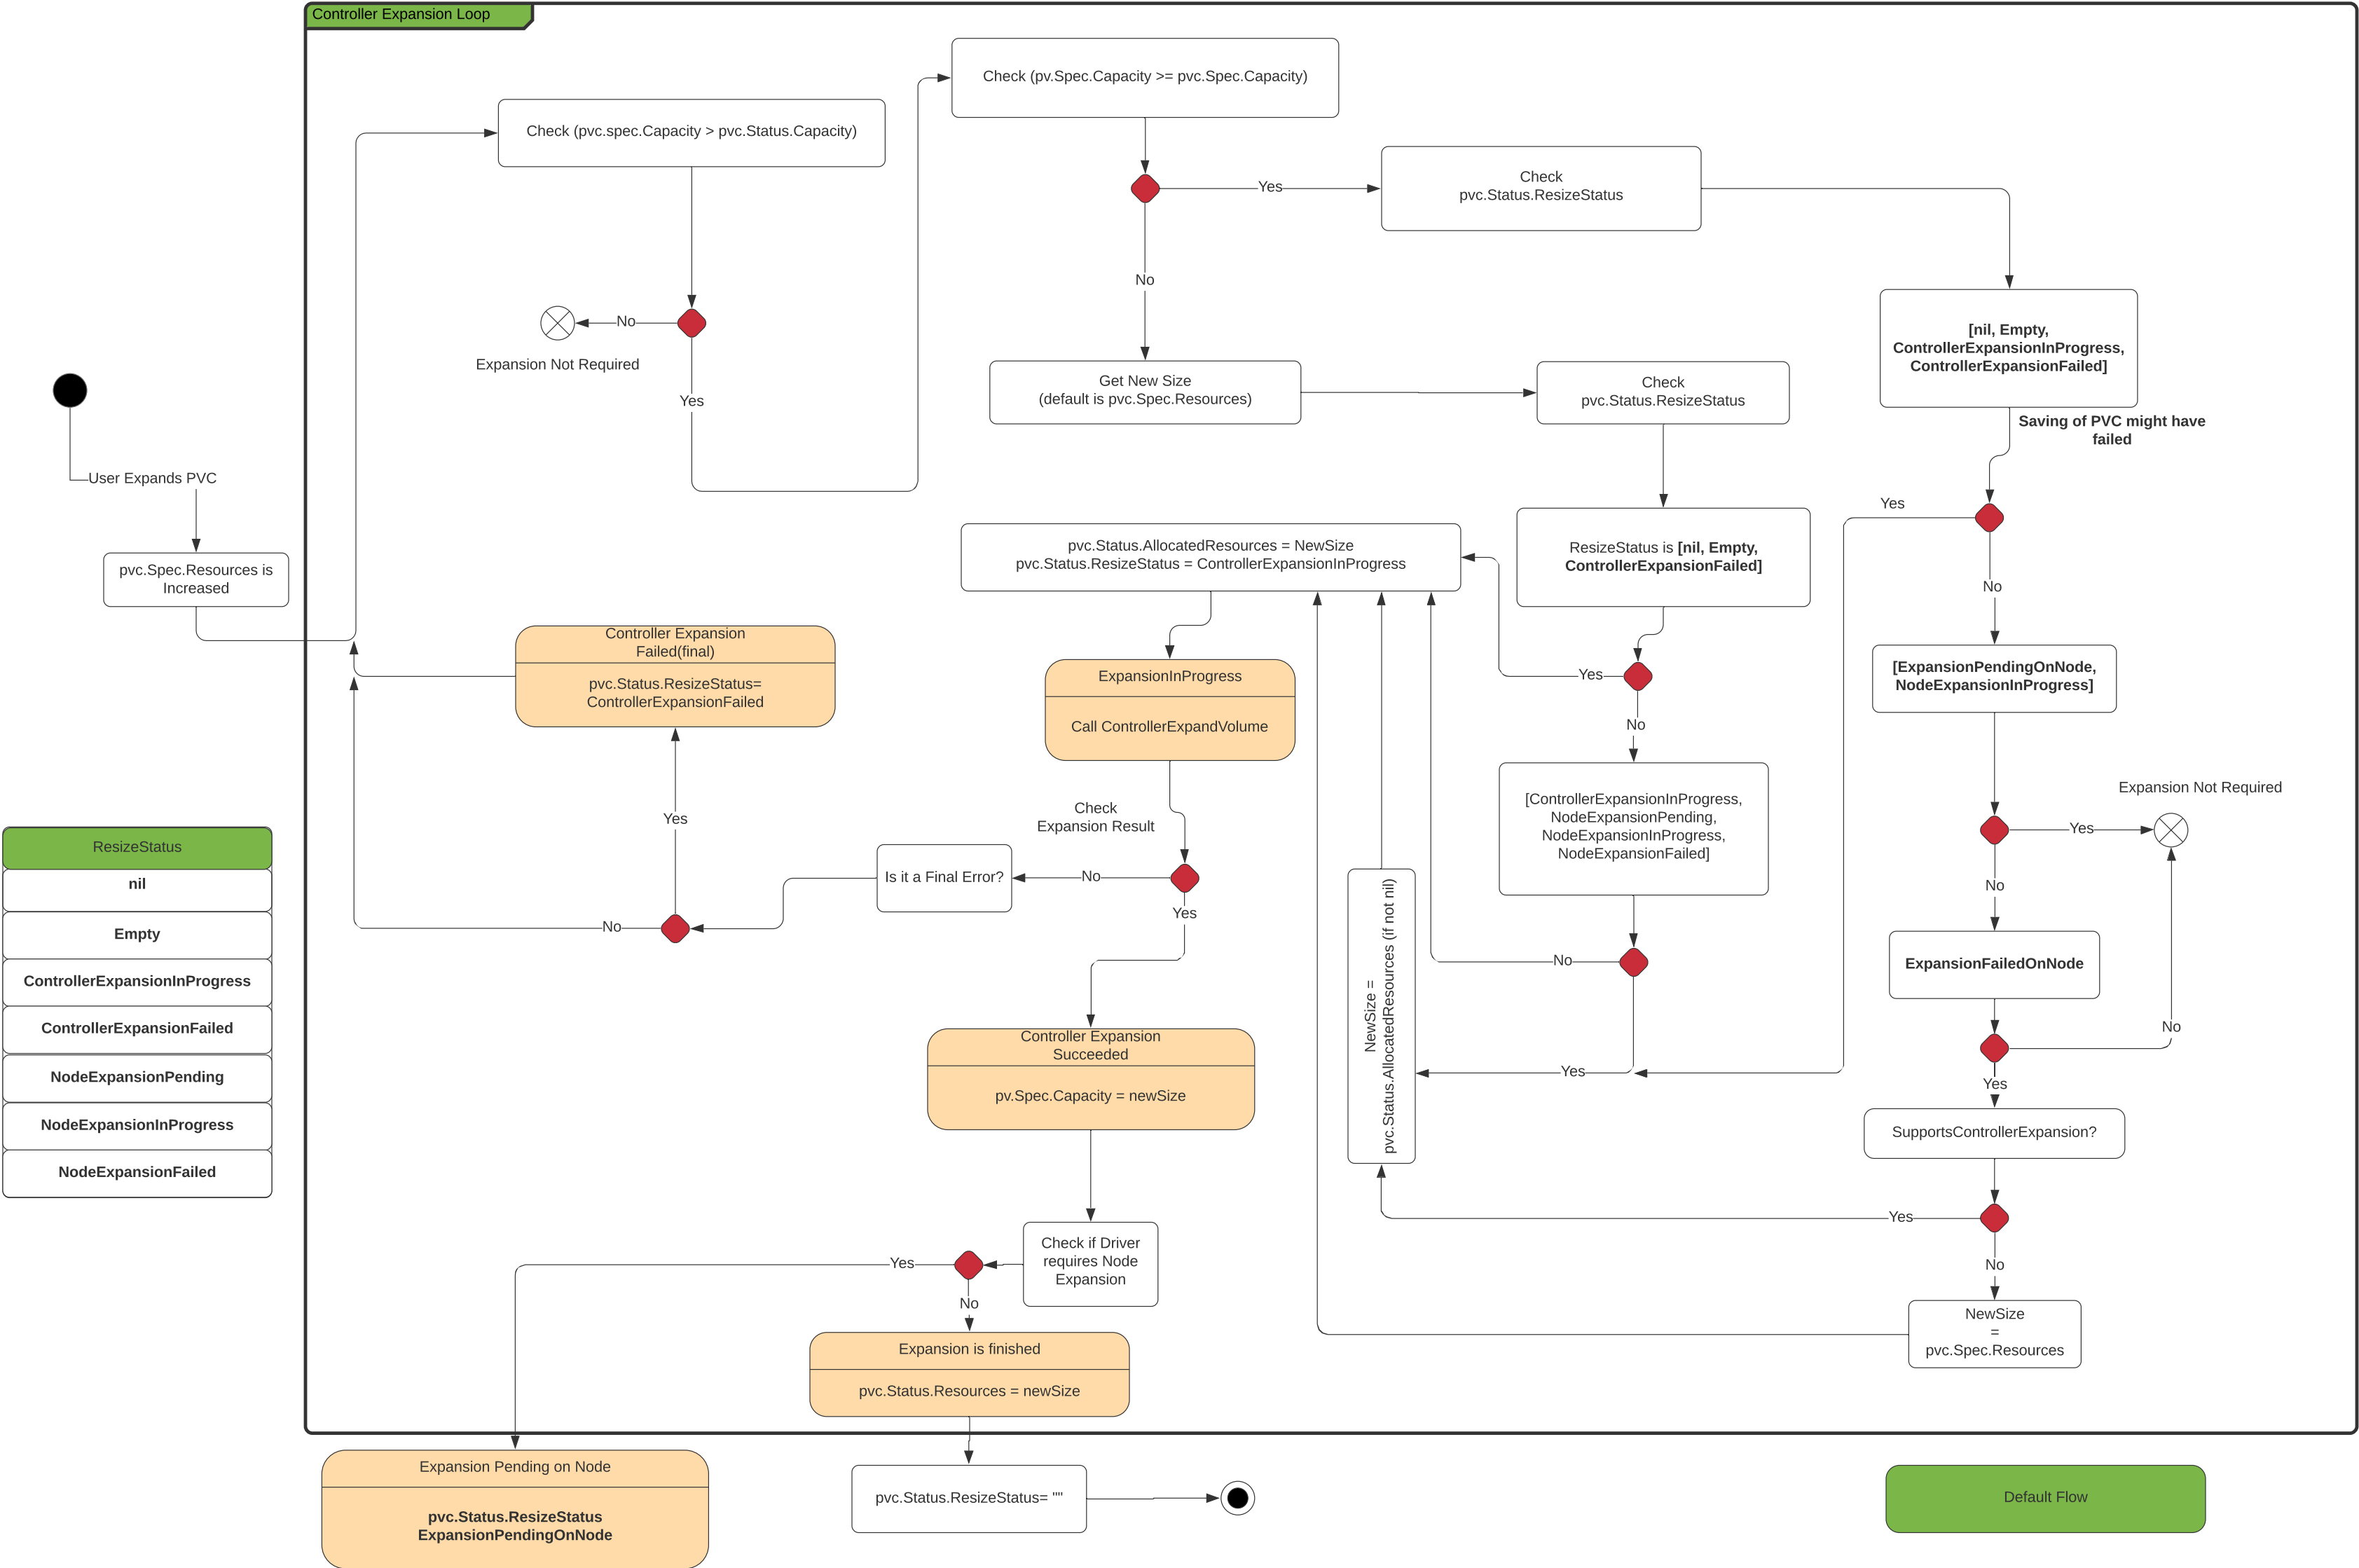 Controller Expansion Loop
Check (pv.Spec.Capacity >= pvc.Spec.Capacity)
Check (pvc.spec.Capacity > pvc.Status.Capacity)
Yes
Check
pvc.Status.ResizeStatus
No
No
Expansion Not Required
Yes
[nil, Empty,
ControllerExpansionInProgress,
ControllerExpansionFailed]
Saving of PVC might have
failed
Get New Size
(default is pvc.Spec.Resources)
Check
pvc.Status.ResizeStatus
User Expands PVC
pvc.Spec.Resources is
Increased
Yes
No
pvc.Status.AllocatedResources = NewSize
pvc.Status.ResizeStatus = ControllerExpansionInProgress
ResizeStatus is [nil, Empty,
ControllerExpansionFailed]
Yes
No
[ExpansionPendingOnNode,
NodeExpansionInProgress]
Controller Expansion
Failed(final)
pvc.Status.ResizeStatus=
ControllerExpansionFailed
ExpansionInProgress
Call ControllerExpandVolume
[ControllerExpansionInProgress,
NodeExpansionPending,
NodeExpansionInProgress,
NodeExpansionFailed]
Expansion Not Required
Yes
No
Check
Expansion Result
Yes
Is it a Final Error?
No
Yes
No
ResizeStatus
nil
Empty
ControllerExpansionInProgress
ControllerExpansionFailed
NodeExpansionPending
NodeExpansionInProgress
NodeExpansionFailed
NewSize =
pvc.Status.AllocatedResources (if not nil)
No
Yes
ExpansionFailedOnNode
No
Yes
SupportsControllerExpansion?
Yes
No
NewSize
=
pvc.Spec.Resources
Controller Expansion
Succeeded
pv.Spec.Capacity = newSize
Check if Driver
requires Node
Expansion
Yes
No
Expansion is finished
pvc.Status.Resources = newSize
Expansion Pending on Node
pvc.Status.ResizeStatus
ExpansionPendingOnNode
pvc.Status.ResizeStatus= ""
Default Flow